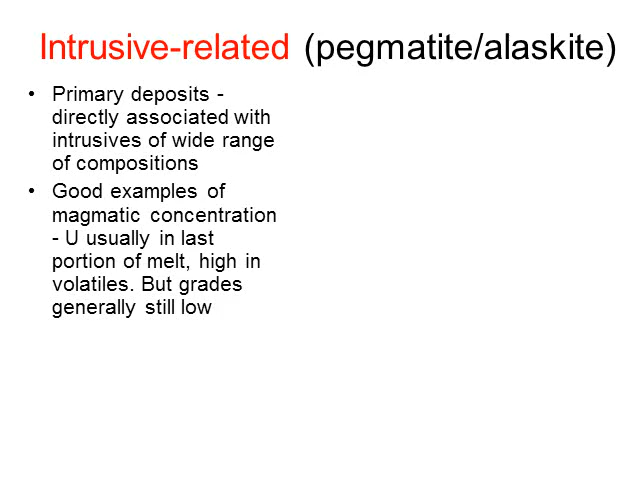 Intrusive-related (pegmatite/alaskite)
• Primary deposits -
directly associated with
intrusives of wide range
of compositions
• Good examples of
magmatic concentration
- U usually in last
portion of melt, high in
volatiles. But grades
generally still low